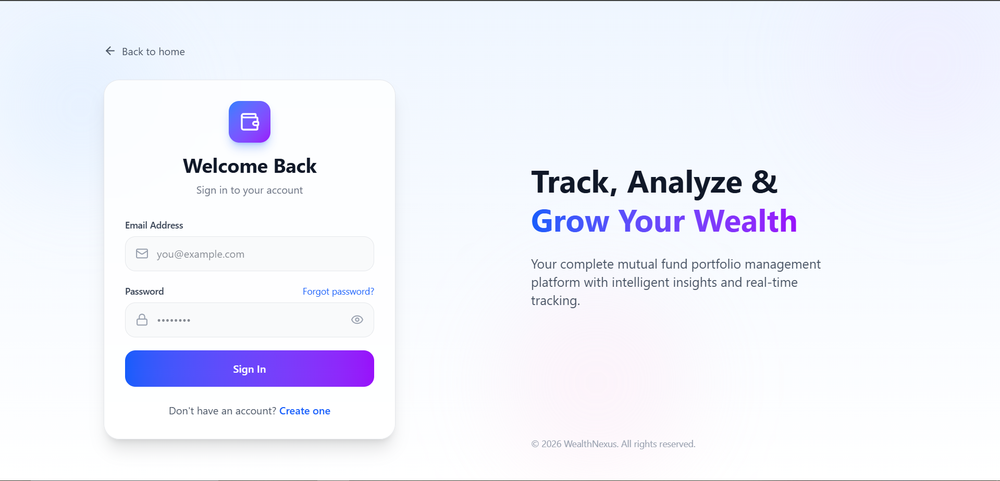 Back to home
Welcome Back
Sign in to your account
Email Address
you@example.com
Password Forgot password?
••••••••
Sign In
Don't have an account? Create one
Track, Analyze &
Grow Your Wealth
Your complete mutual fund portfolio management
platform with intelligent insights and real-time
tracking.
© 2026 WealthNexus. All rights reserved.